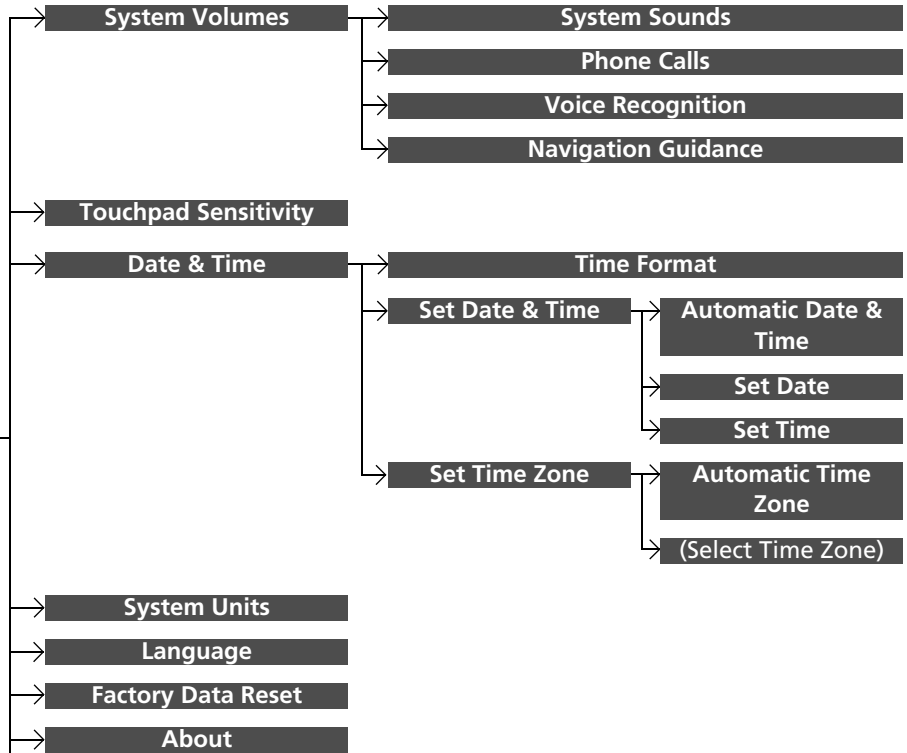 System Volumes
System Sounds
Phone Calls
Voice Recognition
Navigation Guidance
Touchpad Sensitivity
Date & Time
Time Format
Set Date & Time
Automatic Date &
Time
Set Date
Set Time
Set Time Zone
Automatic Time
Zone
(Select Time Zone)
System Units
Language
Factory Data Reset
About